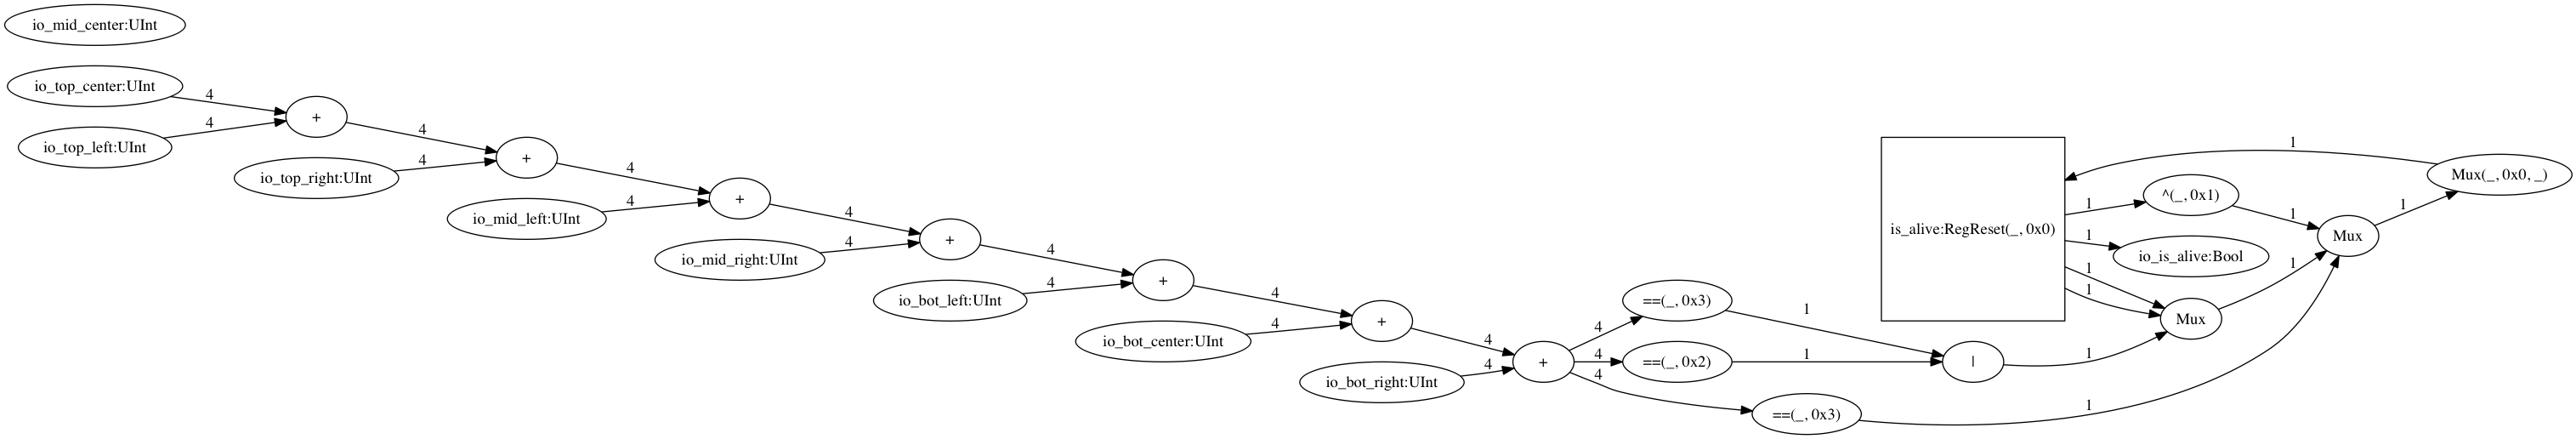 io_mid_center:UInt
io_top_center:UInt
io_top_left:UInt
4
4
+
io_top_right:UInt
4
4
+
io_mid_left:UInt
4
4
+
io_mid_right:UInt
4
4
+
io_bot_left:UInt
4
4
+
io_bot_center:UInt
4
4
+
io_bot_right:UInt
4
4
+
4
4
4
==(_, 0x3)
==(_, 0x2)
==(_, 0x3)
1
1
|
1
1
is_alive:RegReset(_, 0x0)
1
1
1
1
1
^(_, 0x1)
io_is_alive:Bool
Mux
1
1
Mux
1
Mux(_, 0x0, _)